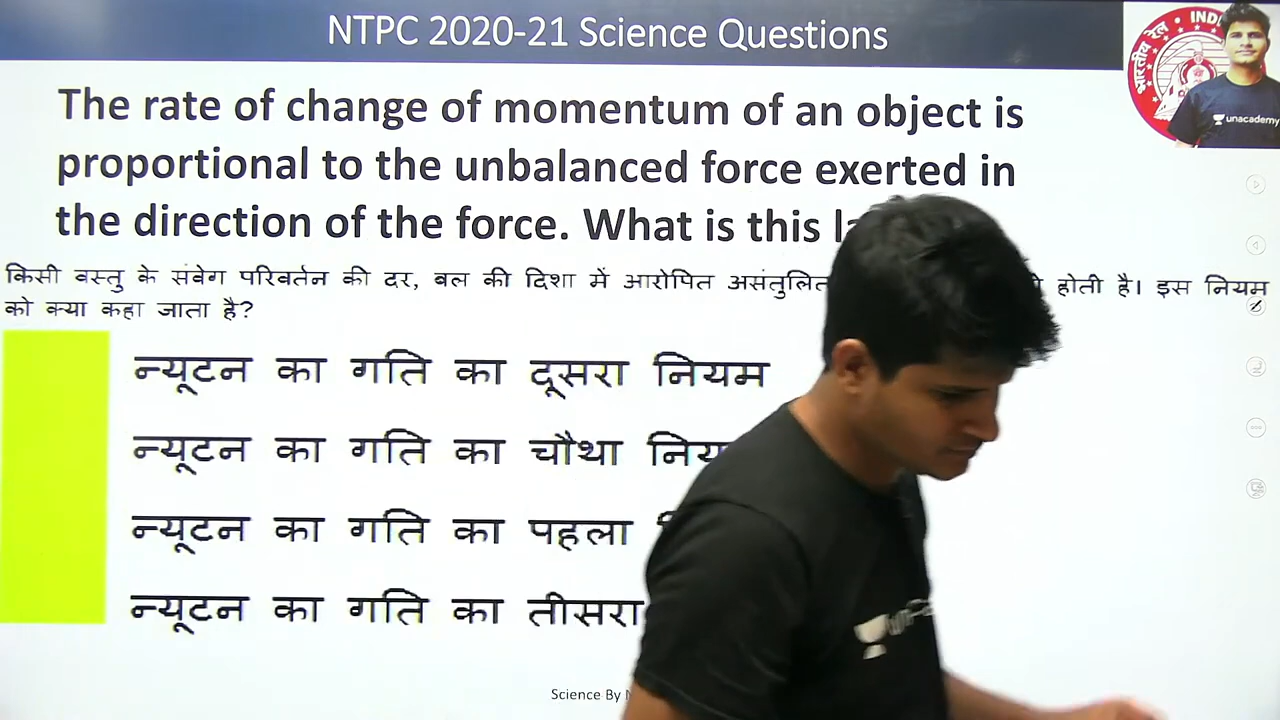 NTPC 2020-21 Science Questions
भारतीय रेल
unacademy
The rate of change of momentum of an object is
proportional to the unbalanced force exerted in
the direction of the force. What is this
किसी वस्तु के संवेग परिवर्तन की दर, बल की दिशा में आरोपित असंतुलित होती है। इस नियम
को क्या कहा जाता है?
न्यूटन का गति का दूसरा नियम
न्यूटन का गति का चौथा
न्यूटन का गति का पहला
न्यूटन का गति का तीसरा
Science By